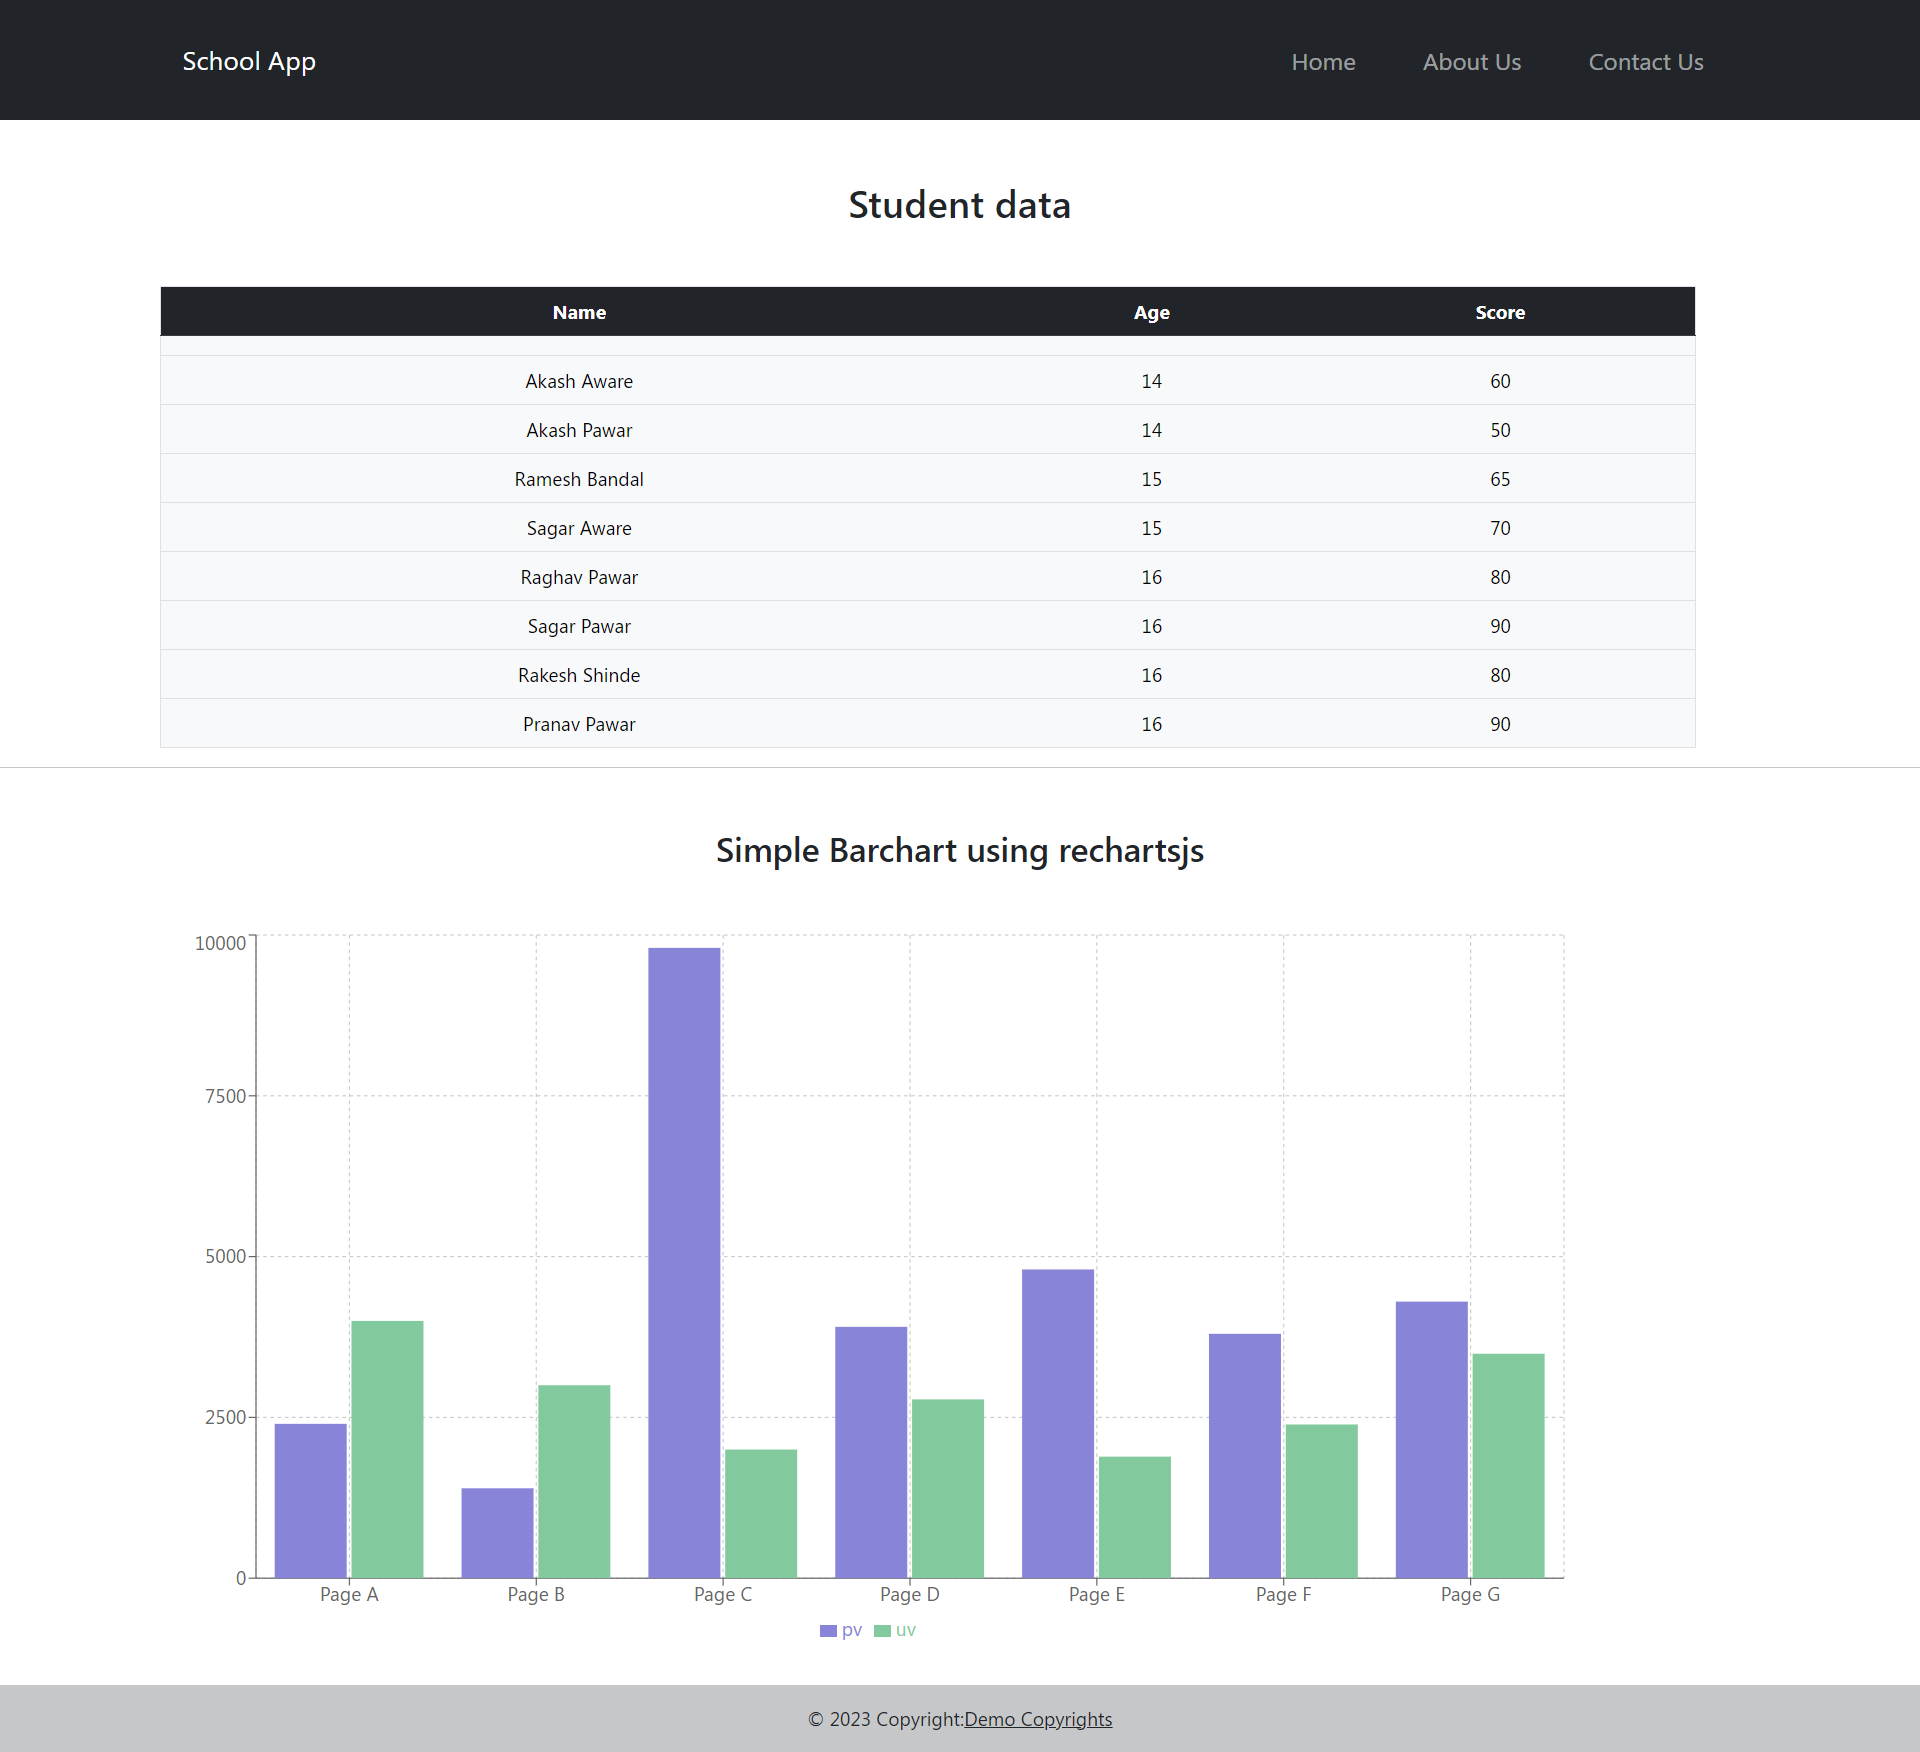 School App Home About Us Contact Us
Student data
Name Age Score
Akash Aware 14 60
Akash Pawar 14 50
Ramesh Bandal 15 65
Sagar Aware 15 70
Raghav Pawar 16 80
Sagar Pawar 16 90
Rakesh Shinde 16 80
Pranav Pawar 16 90
Simple Barchart using rechartsjs
10000
7500
5000
2500
0
Page A Page B Page C Page D Page E Page F Page G
pv uv
© 2023 Copyright:Demo Copyrights